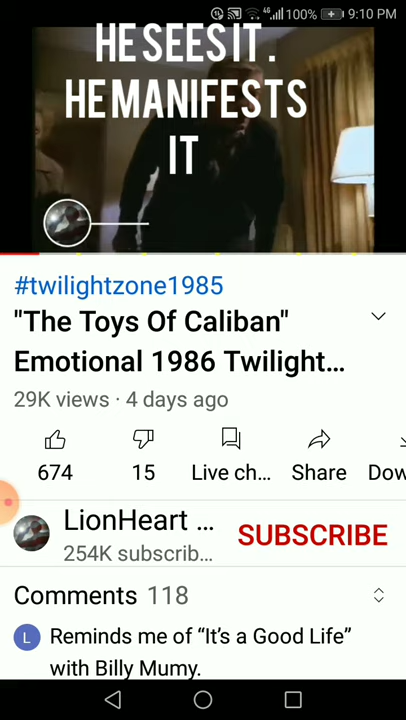 4G 100% 9:10 PM
HE SEES IT.
HE MANIFESTS
IT
#twilightzone1985
"The Toys Of Caliban"
Emotional 1986 Twilight...
29K views · 4 days ago
674 15 Live ch... Share Dow
LionHeart ...
SUBSCRIBE
254K subscrib...
Comments 118
L Reminds me of “It’s a Good Life”
with Billy Mumy.